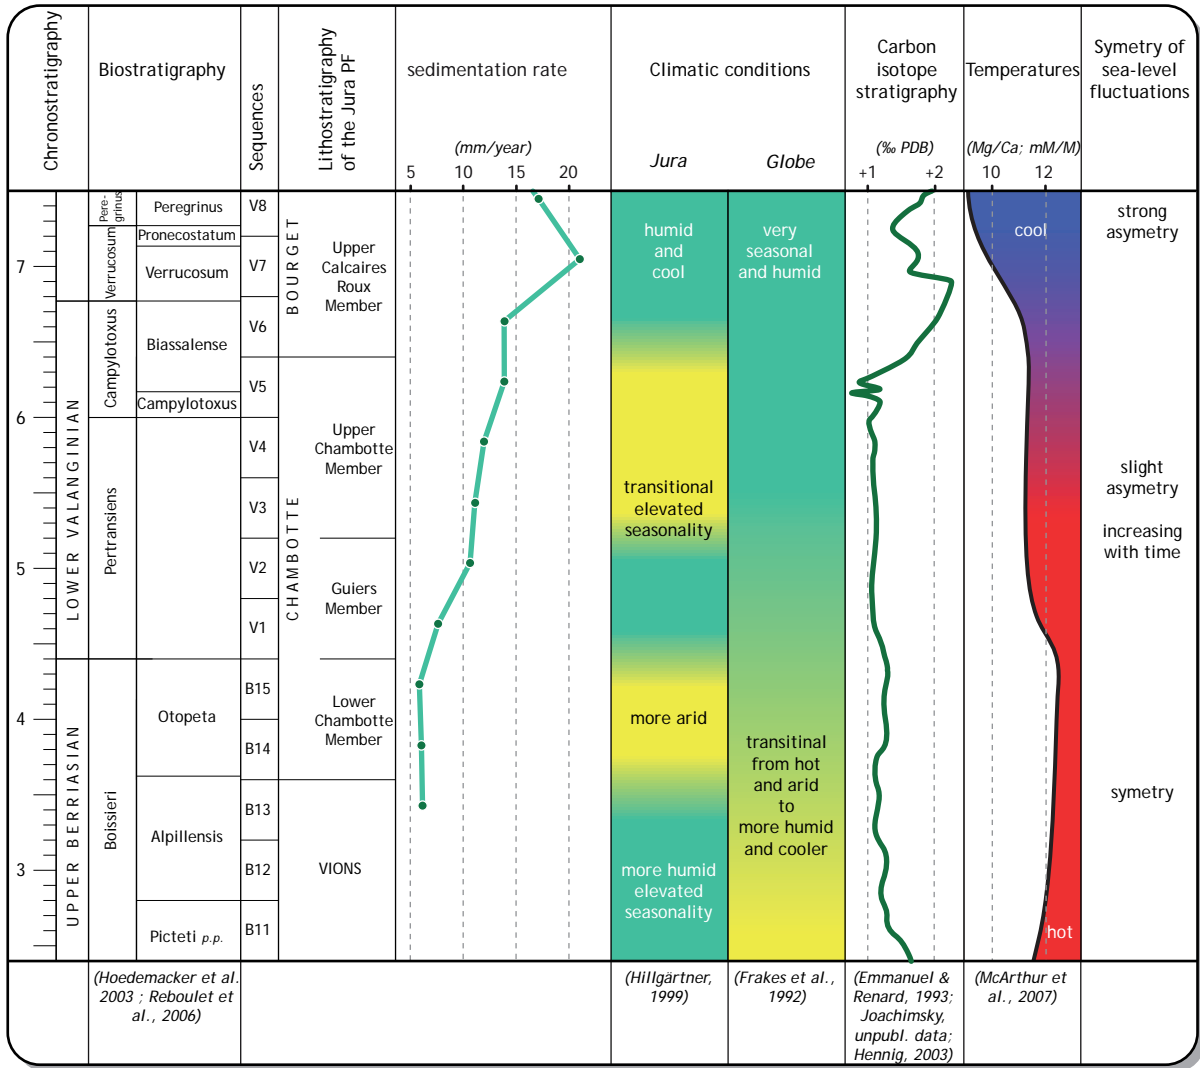 Chronostratigraphy
Biostratigraphy
Sequences
Lithostratigraphy
of the Jura PF
sedimentation rate
(mm/year)
5 10 15 20
Climatic conditions
Jura
Globe
Carbon
isotope
stratigraphy
(‰ PDB)
+1 +2
Temperatures
(Mg/Ca; mM/M)
10 12
Symetry of
sea-level
fluctuations
7
6
5
4
3
LOWER VALANGINIAN
UPPER BERRIASIAN
Pere-
grinus
Verrucosum
Campylotoxus
Pertransiens
Boissieri
Peregrinus
Pronecostatum
Verrucosum
Biassalense
Campylotoxus
Otopeta
Alpillensis
Picteti p.p.
V8
V7
V6
V5
V4
V3
V2
V1
B15
B14
B13
B12
B11
BOURGET
CHAMBOTTE
Upper
Calcaires
Roux
Member
Upper
Chambotte
Member
Guiers
Member
Lower
Chambotte
Member
VIONS
humid
and
cool
transitional
elevated
seasonality
more arid
more humid
elevated
seasonality
very
seasonal
and humid
transitinal
from hot
and arid
to
more humid
and cooler
cool
hot
strong
asymetry
slight
asymetry
increasing
with time
symetry
(Hoedemacker et al.
2003 ; Reboulet et
al., 2006)
(Hillgärtner,
1999)
(Frakes et al.,
1992)
(Emmanuel &
Renard, 1993;
Joachimsky,
unpubl. data;
Hennig, 2003)
(McArthur et
al., 2007)